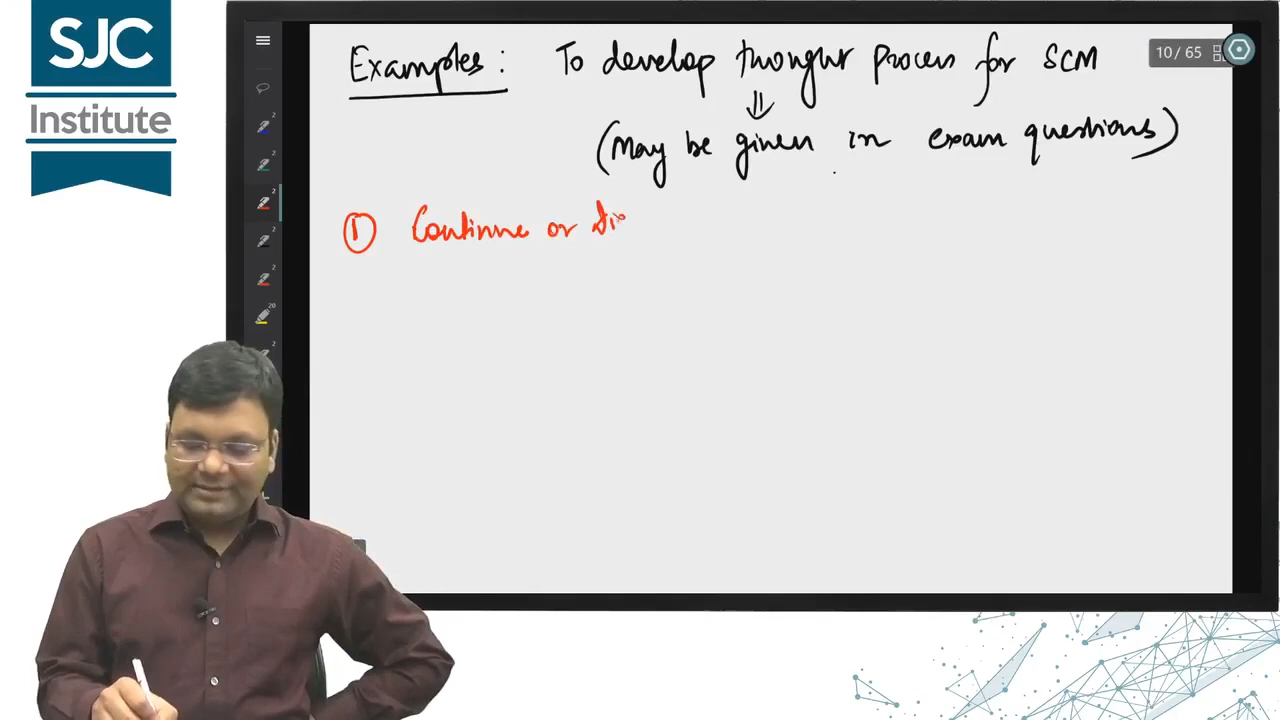 SJC
Institute
Examples: To develop thought process for SCM
10 / 65
(May be given in exam questions)
① Continue or di